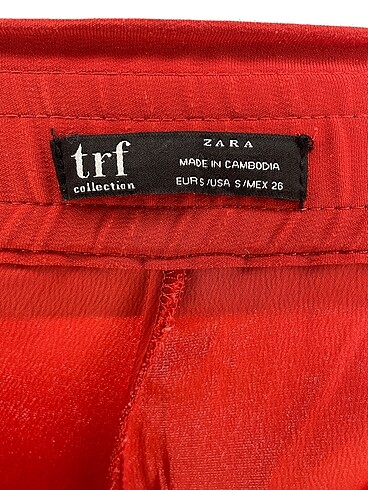 trf
collection
ZARA
MADE IN CAMBODIA
EUR S/USA S/MEX 26